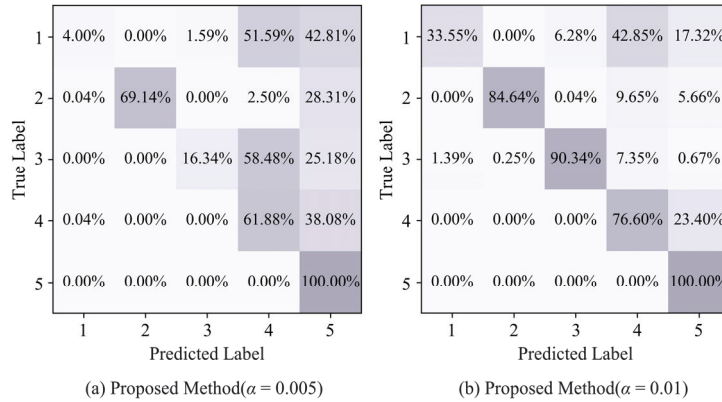 1 4.00% 0.00% 1.59% 51.59% 42.81%
2 0.04% 69.14% 0.00% 2.50% 28.31%
3 0.00% 0.00% 16.34% 58.48% 25.18%
4 0.04% 0.00% 0.00% 61.88% 38.08%
5 0.00% 0.00% 0.00% 0.00% 100.00%
1 2 3 4 5
True Label
Predicted Label
(a) Proposed Method(α = 0.005)
1 33.55% 0.00% 6.28% 42.85% 17.32%
2 0.00% 84.64% 0.04% 9.65% 5.66%
3 1.39% 0.25% 90.34% 7.35% 0.67%
4 0.00% 0.00% 0.00% 76.60% 23.40%
5 0.00% 0.00% 0.00% 0.00% 100.00%
1 2 3 4 5
True Label
Predicted Label
(b) Proposed Method(α = 0.01)